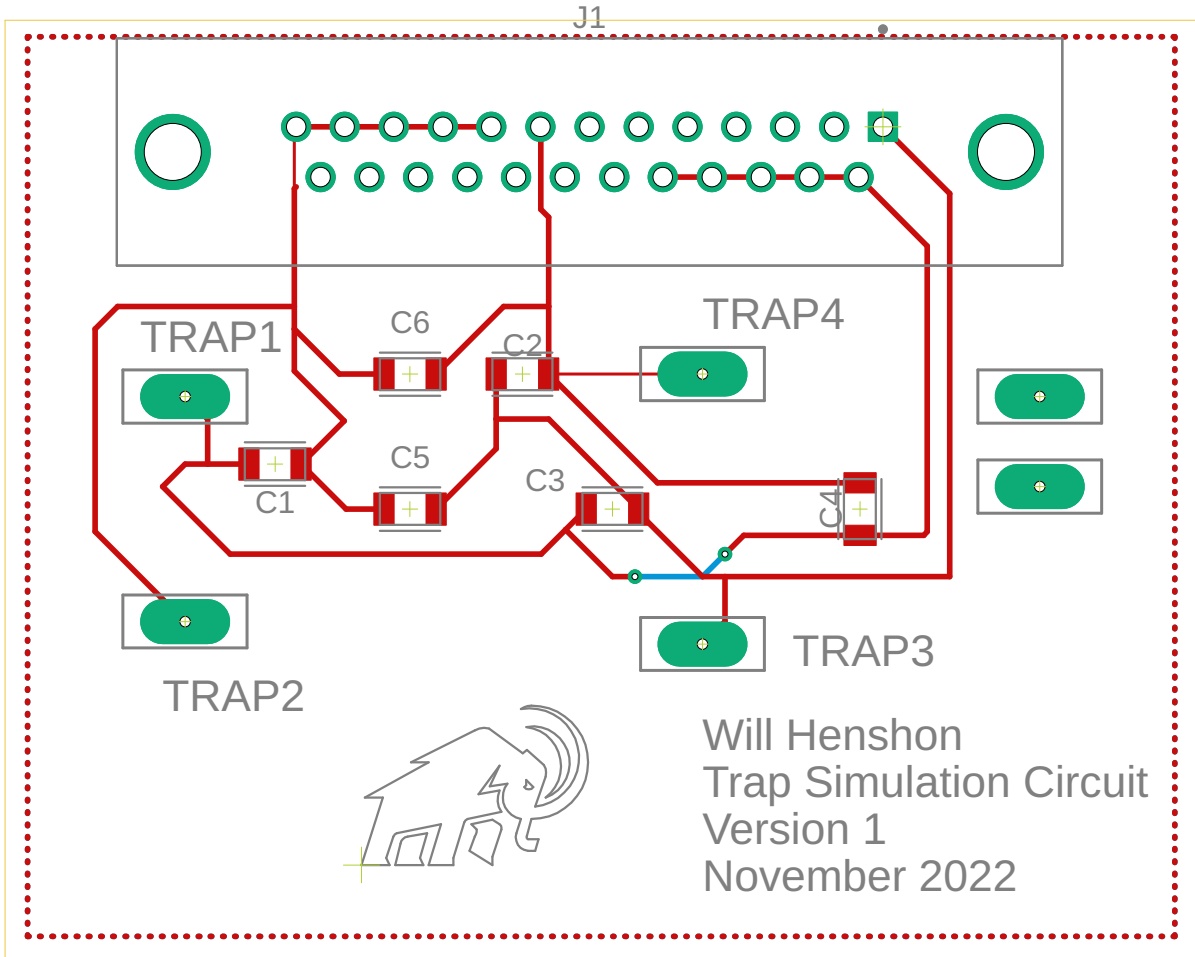 J1
TRAP4
C6
TRAP1
C2
C5
C3
C1
C4
TRAP3
TRAP2
Will Henshon
Trap Simulation Circuit
Version 1
November 2022